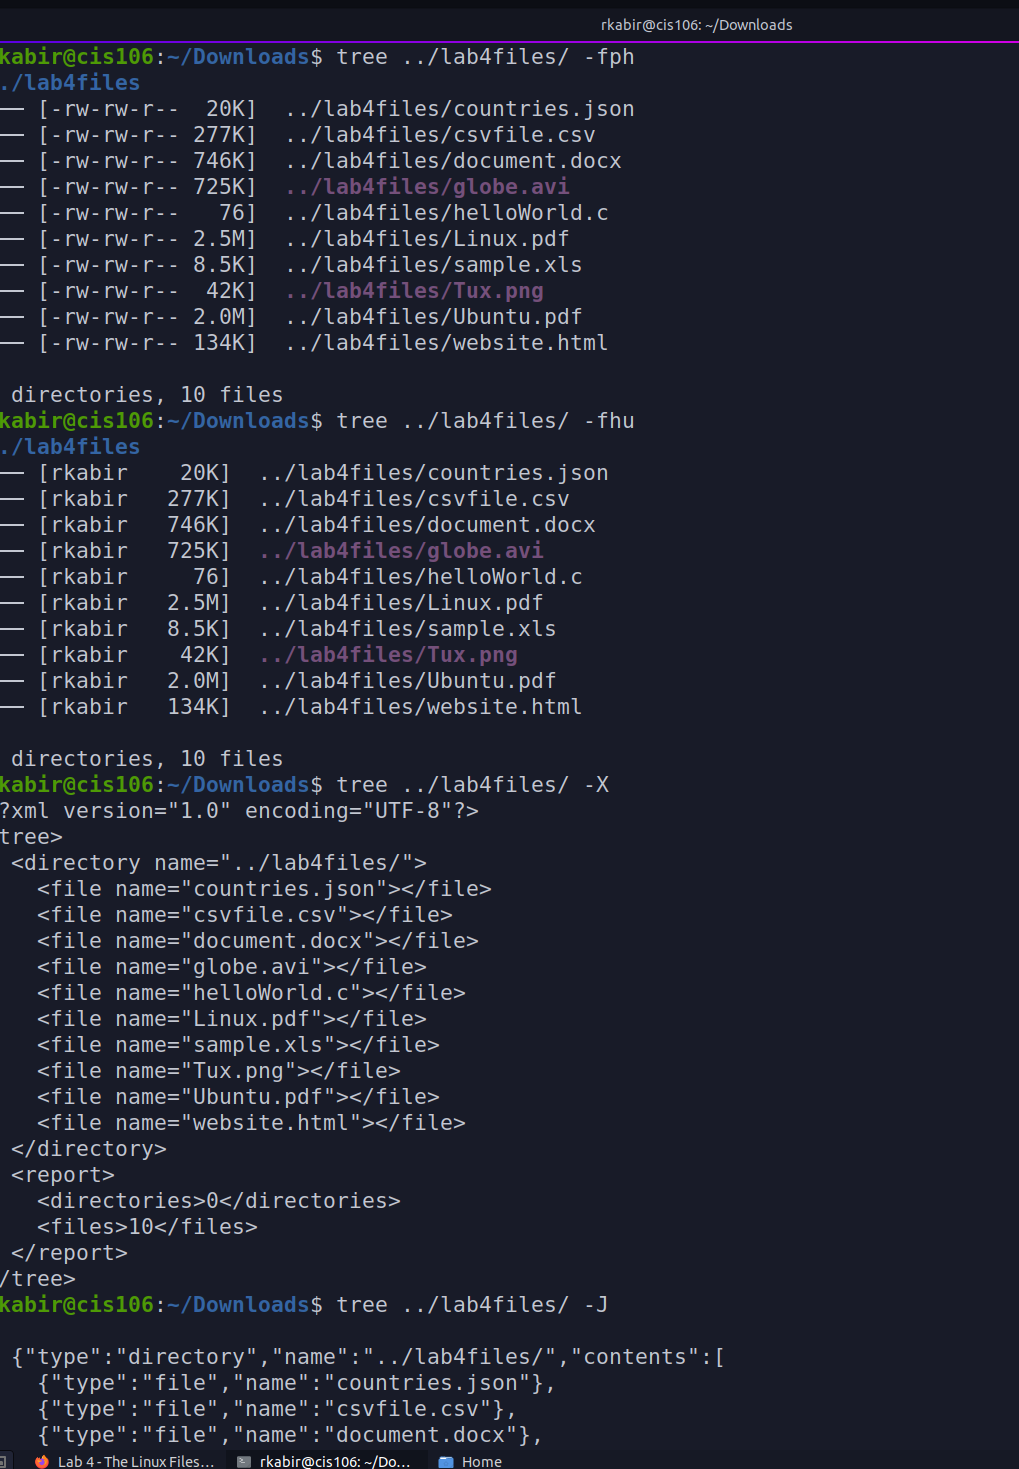 rkabir@cis106: ~/Downloads
kabir@cis106:~/Downloads$ tree ../lab4files/ -fph
./lab4files
── [-rw-rw-r--  20K]  ../lab4files/countries.json
── [-rw-rw-r-- 277K]  ../lab4files/csvfile.csv
── [-rw-rw-r-- 746K]  ../lab4files/document.docx
── [-rw-rw-r-- 725K]  ../lab4files/globe.avi
── [-rw-rw-r--   76]  ../lab4files/helloWorld.c
── [-rw-rw-r-- 2.5M]  ../lab4files/Linux.pdf
── [-rw-rw-r-- 8.5K]  ../lab4files/sample.xls
── [-rw-rw-r--  42K]  ../lab4files/Tux.png
── [-rw-rw-r-- 2.0M]  ../lab4files/Ubuntu.pdf
── [-rw-rw-r-- 134K]  ../lab4files/website.html
directories, 10 files
kabir@cis106:~/Downloads$ tree ../lab4files/ -fhu
./lab4files
── [rkabir    20K]  ../lab4files/countries.json
── [rkabir   277K]  ../lab4files/csvfile.csv
── [rkabir   746K]  ../lab4files/document.docx
── [rkabir   725K]  ../lab4files/globe.avi
── [rkabir     76]  ../lab4files/helloWorld.c
── [rkabir   2.5M]  ../lab4files/Linux.pdf
── [rkabir   8.5K]  ../lab4files/sample.xls
── [rkabir    42K]  ../lab4files/Tux.png
── [rkabir   2.0M]  ../lab4files/Ubuntu.pdf
── [rkabir   134K]  ../lab4files/website.html
directories, 10 files
kabir@cis106:~/Downloads$ tree ../lab4files/ -X
?xml version="1.0" encoding="UTF-8"?>
tree>
<directory name="../lab4files/">
<file name="countries.json"></file>
<file name="csvfile.csv"></file>
<file name="document.docx"></file>
<file name="globe.avi"></file>
<file name="helloWorld.c"></file>
<file name="Linux.pdf"></file>
<file name="sample.xls"></file>
<file name="Tux.png"></file>
<file name="Ubuntu.pdf"></file>
<file name="website.html"></file>
</directory>
<report>
<directories>0</directories>
<files>10</files>
</report>
/tree>
kabir@cis106:~/Downloads$ tree ../lab4files/ -J
{"type":"directory","name":"../lab4files/","contents":[
{"type":"file","name":"countries.json"},
{"type":"file","name":"csvfile.csv"},
{"type":"file","name":"document.docx"},
Lab 4 - The Linux Files... rkabir@cis106: ~/Do... Home